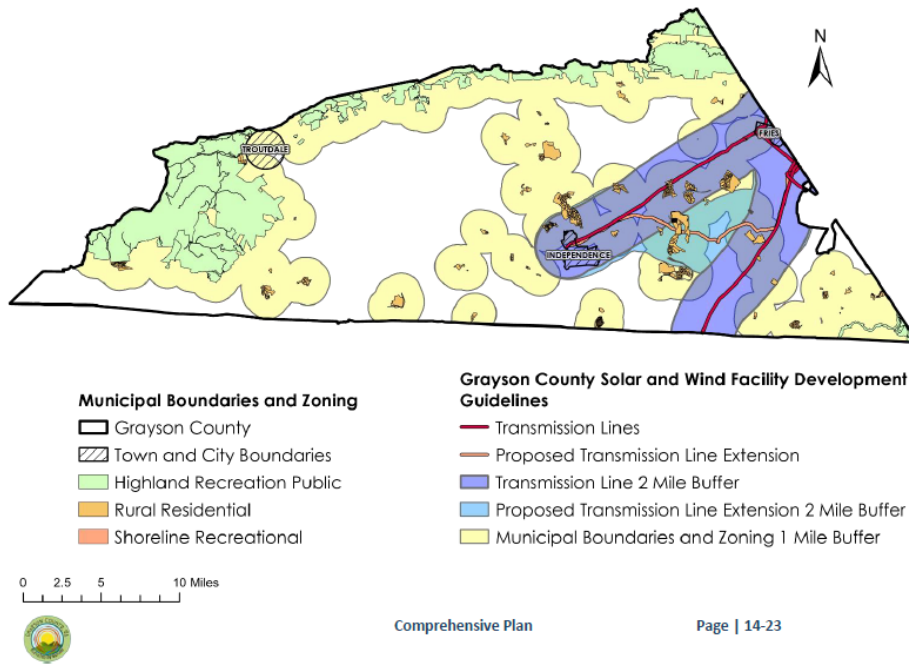 N
FRIES
TROUTDALE
INDEPENDENCE
Municipal Boundaries and Zoning
Grayson County
Town and City Boundaries
Highland Recreation Public
Rural Residential
Shoreline Recreational
Grayson County Solar and Wind Facility Development
Guidelines
Transmission Lines
Proposed Transmission Line Extension
Transmission Line 2 Mile Buffer
Proposed Transmission Line Extension 2 Mile Buffer
Municipal Boundaries and Zoning 1 Mile Buffer
0 2.5 5 10 Miles
Comprehensive Plan Page | 14-23